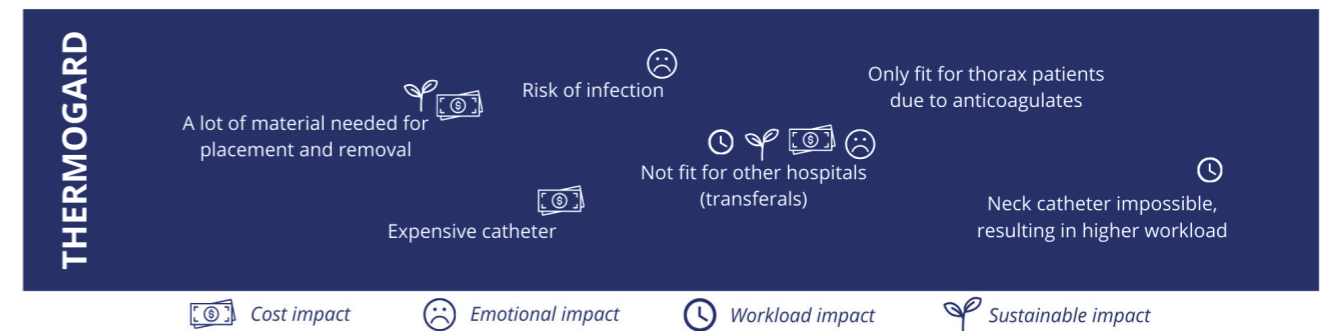 THERMOGARD
A lot of material needed for
placement and removal
Risk of infection
Expensive catheter
Not fit for other hospitals
(transferals)
Only fit for thorax patients
due to anticoagulates
Neck catheter impossible,
resulting in higher workload
Cost impact
Emotional impact
Workload impact
Sustainable impact